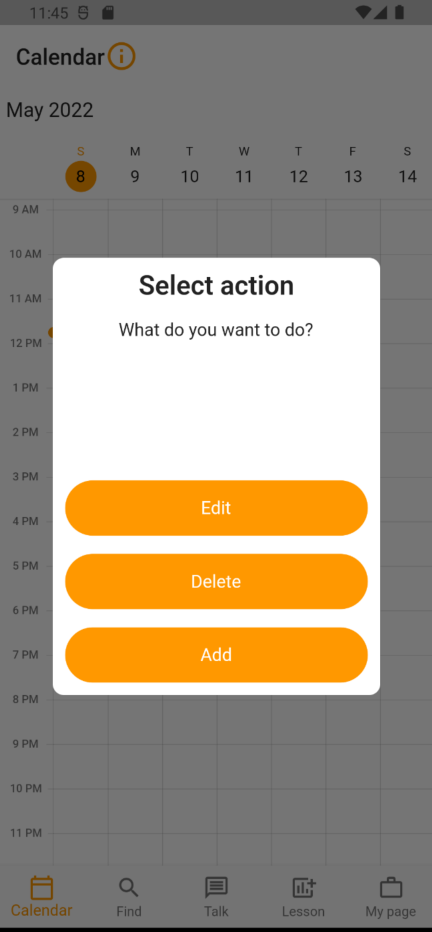 11:45
Calendar
May 2022
S M T W T F S
8 9 10 11 12 13 14
9 AM
10 AM
11 AM
12 PM
1 PM
2 PM
3 PM
4 PM
5 PM
6 PM
7 PM
8 PM
9 PM
10 PM
11 PM
Select action
What do you want to do?
Edit
Delete
Add
Calendar Find Talk Lesson My page